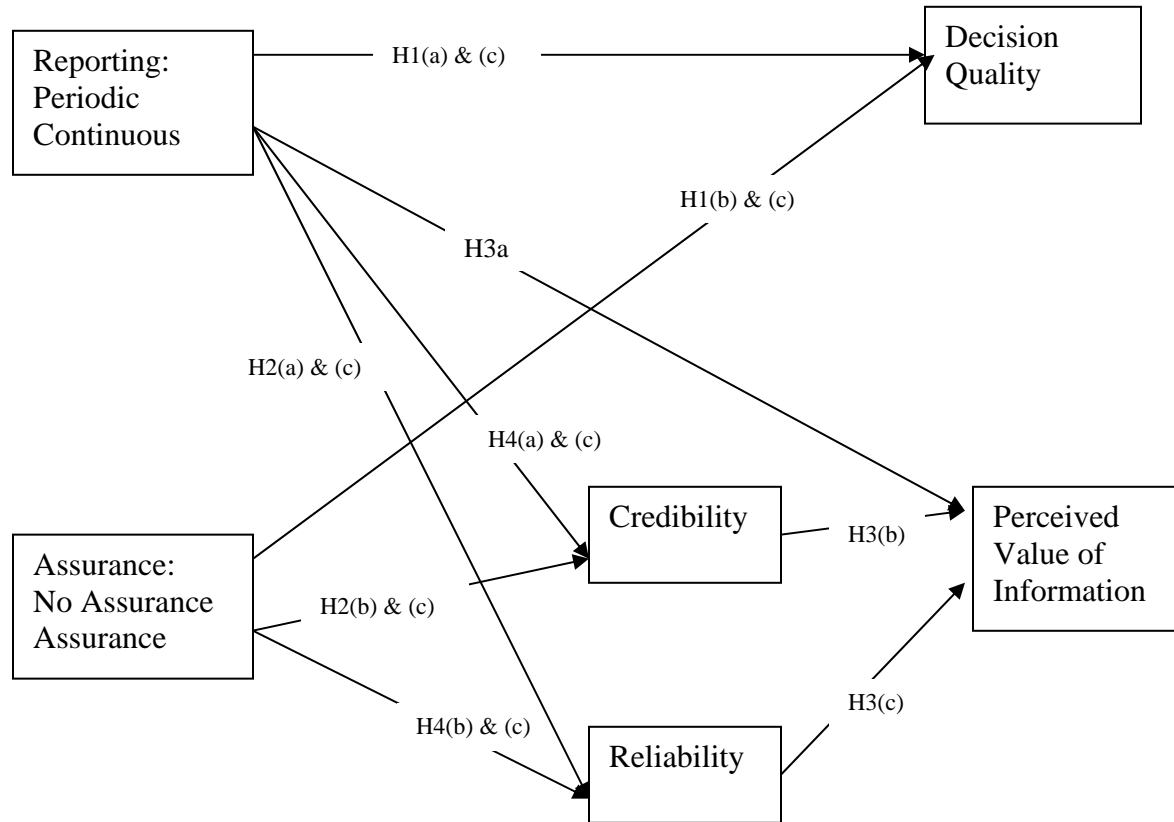 Reporting:
Periodic
Continuous
H1(a) & (c)
Decision
Quality
H1(b) & (c)
H3a
H2(a) & (c)
H4(a) & (c)
Credibility
H3(b)
Perceived
Value of
Information
Assurance:
No Assurance
Assurance
H2(b) & (c)
H4(b) & (c)
H3(c)
Reliability